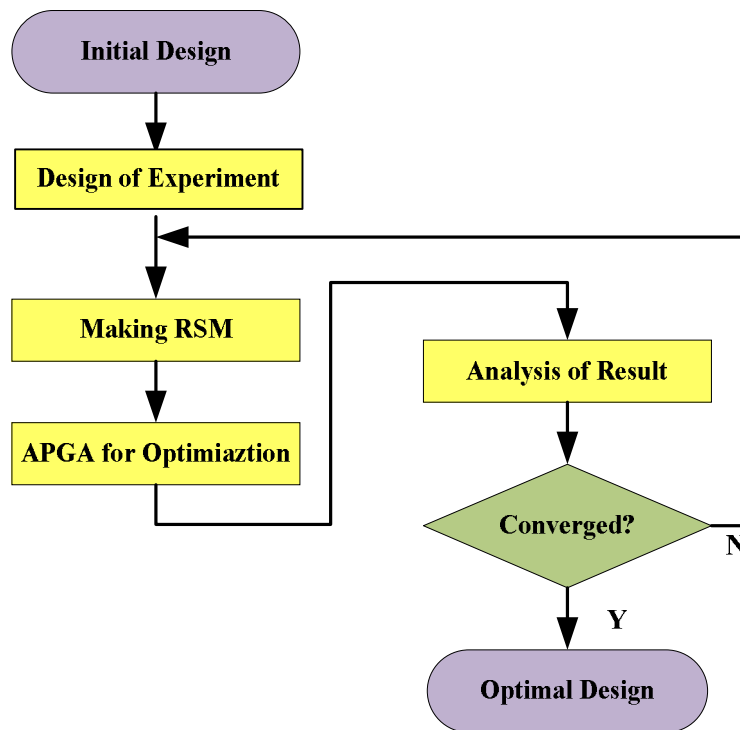 Initial Design
Design of Experiment
Making RSM
APGA for Optimiaztion
Analysis of Result
Converged?
N
Y
Optimal Design